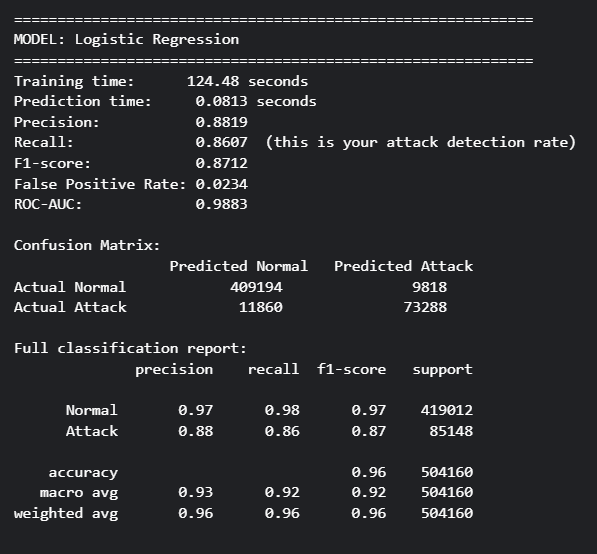 ============================================================
MODEL: Logistic Regression
============================================================
Training time:      124.48 seconds
Prediction time:     0.0813 seconds
Precision:           0.8819
Recall:              0.8607  (this is your attack detection rate)
F1-score:            0.8712
False Positive Rate: 0.0234
ROC-AUC:             0.9883

Confusion Matrix:
                  Predicted Normal   Predicted Attack
Actual Normal            409194               9818
Actual Attack             11860              73288

Full classification report:
              precision    recall  f1-score   support

      Normal       0.97      0.98      0.97    419012
      Attack       0.88      0.86      0.87     85148

    accuracy                           0.96    504160
   macro avg       0.93      0.92      0.92    504160
weighted avg       0.96      0.96      0.96    504160